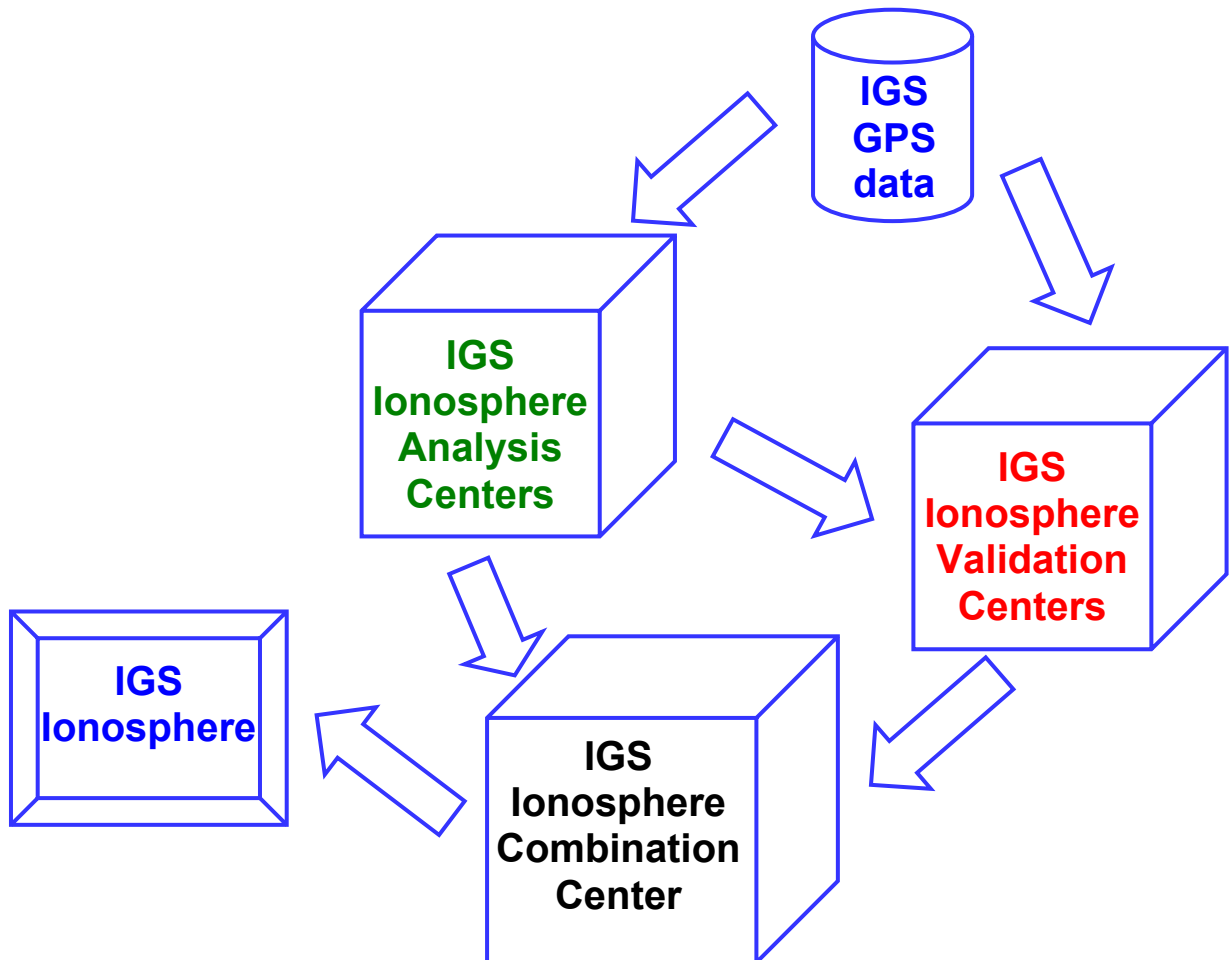 IGS
GPS
data
IGS
Ionosphere
Analysis
Centers
IGS
Ionosphere
Validation
Centers
IGS
Ionosphere
IGS
Ionosphere
Combination
Center